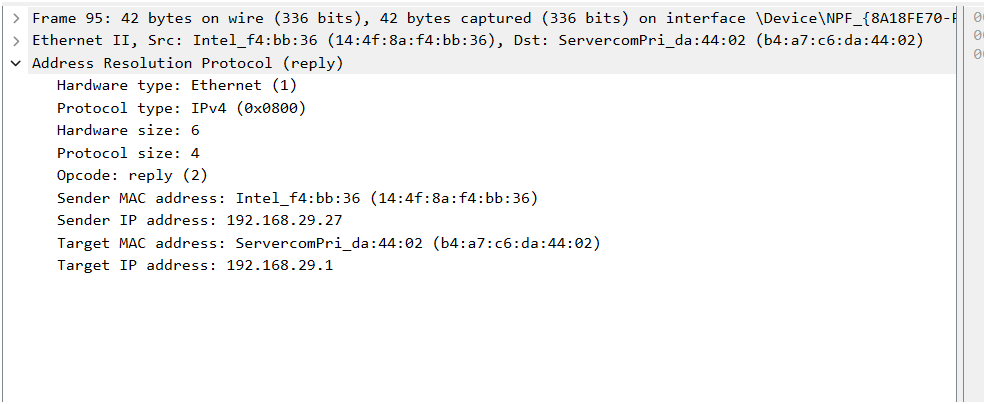 Frame 95: 42 bytes on wire (336 bits), 42 bytes captured (336 bits) on interface \Device\NPF_{8A18FE70-
Ethernet II, Src: Intel_f4:bb:36 (14:4f:8a:f4:bb:36), Dst: ServercomPri_da:44:02 (b4:a7:c6:da:44:02)
Address Resolution Protocol (reply)
Hardware type: Ethernet (1)
Protocol type: IPv4 (0x0800)
Hardware size: 6
Protocol size: 4
Opcode: reply (2)
Sender MAC address: Intel_f4:bb:36 (14:4f:8a:f4:bb:36)
Sender IP address: 192.168.29.27
Target MAC address: ServercomPri_da:44:02 (b4:a7:c6:da:44:02)
Target IP address: 192.168.29.1